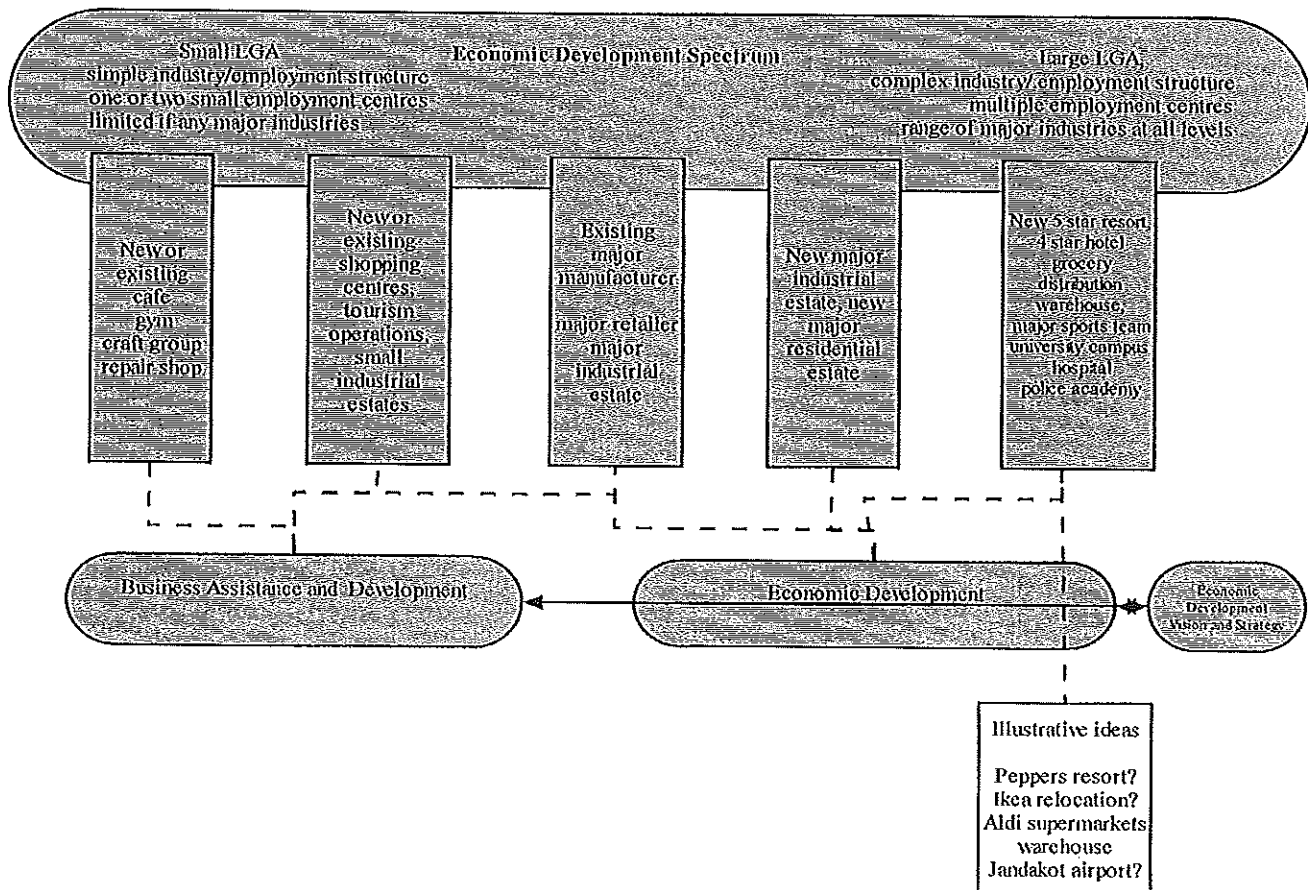 Small LGA
simple industry/employment structure
one or two small employment centres
limited if any major industries
Economic Development Spectrum
Large LGA,
complex industry/employment structure
multiple employment centres
range of major industries at all levels
New or
existing
cafe
gym
craft group
repair shop
New or
existing
shopping
centres,
tourism
operations,
small
industrial
estates
Existing
major
manufacturer
major retailer
major
industrial
estate
New major
industrial
estate, new
major
residential
estate
New 5 star resort,
4 star hotel
grocery
distribution
warehouse,
major sports team
university campus
hospital
police academy
Business Assistance and Development
Economic Development
Economic
Development
Vision and Strategy
Illustrative ideas
Peppers resort?
Ikea relocation?
Aldi supermarkets
warehouse
Jandakot airport?